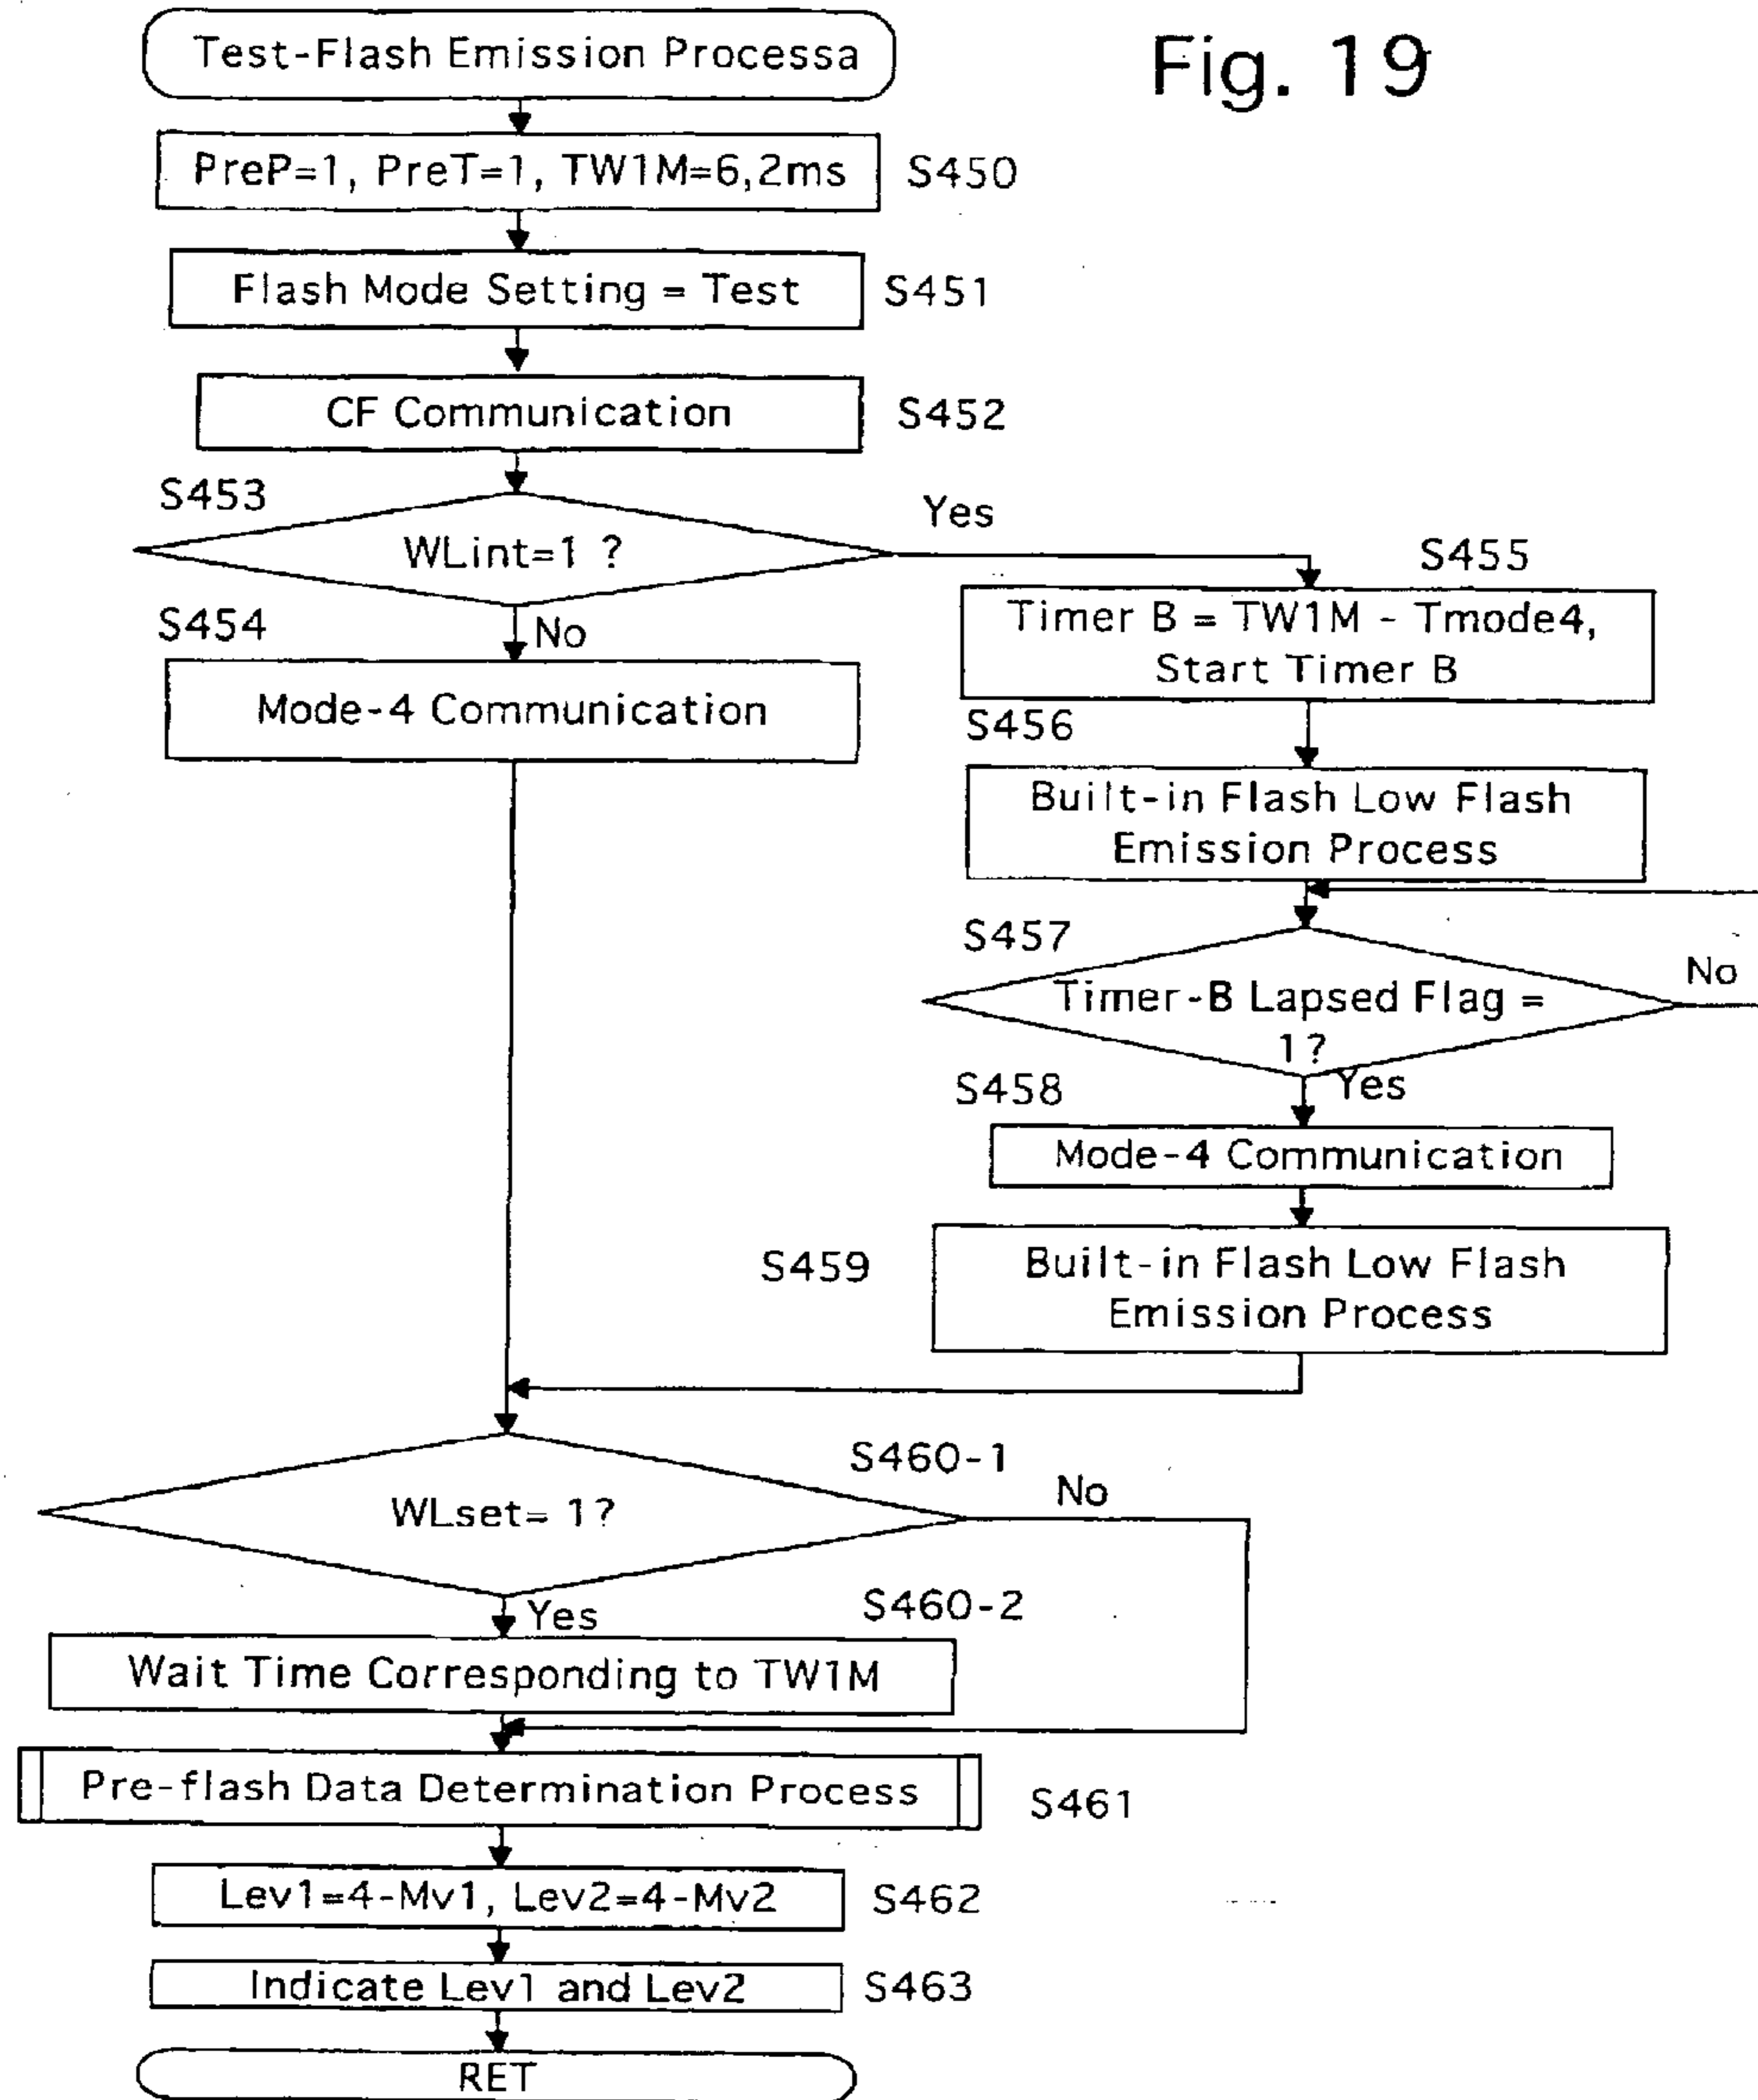 Fig. 19
Test-Flash Emission Processa
PreP=1, PreT=1, TW1M=6,2ms
S450
Flash Mode Setting = Test
S451
CF Communication
S452
S453
WLint=1 ?
Yes
No
S454
Mode-4 Communication
S455
Timer B = TW1M - Tmode4,
Start Timer B
S456
Built-in Flash Low Flash
Emission Process
S457
Timer-B Lapsed Flag =
1?
No
Yes
S458
Mode-4 Communication
S459
Built-in Flash Low Flash
Emission Process
S460-1
WLset= 1?
No
Yes
S460-2
Wait Time Corresponding to TW1M
Pre-flash Data Determination Process
S461
Lev1=4-Mv1, Lev2=4-Mv2
S462
Indicate Lev1 and Lev2
S463
RET